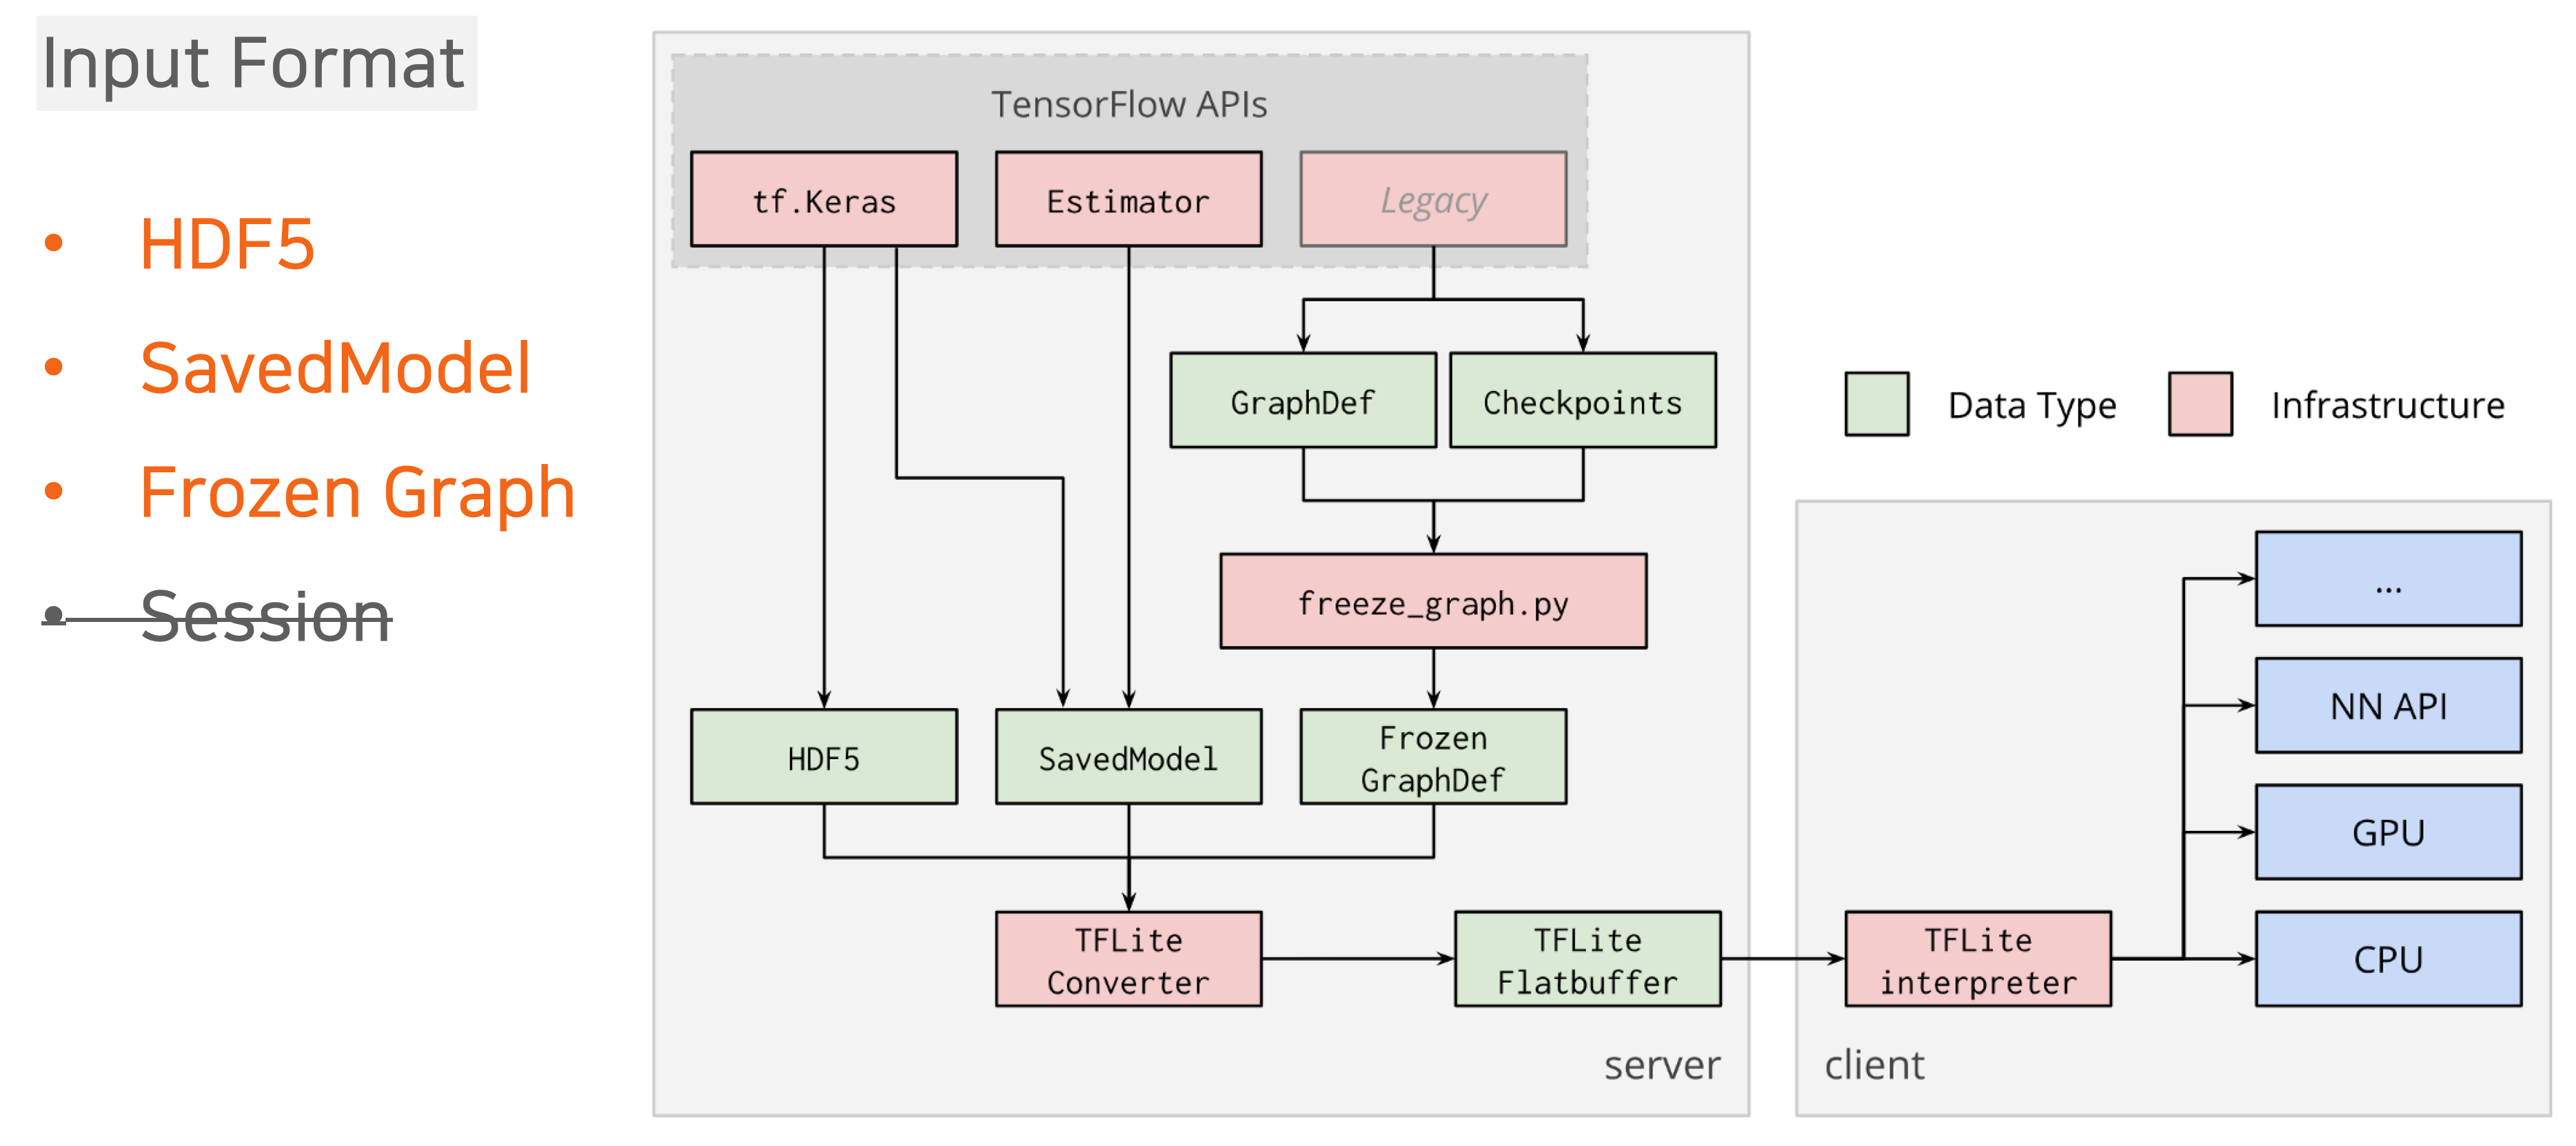 Input Format
• HDF5
• SavedModel
• Frozen Graph
• Session
TensorFlow APIs
tf.Keras
Estimator
Legacy
GraphDef
Checkpoints
freeze_graph.py
HDF5
SavedModel
Frozen
GraphDef
TFLite
Converter
TFLite
Flatbuffer
server
Data Type
Infrastructure
TFLite
interpreter
...
NN API
GPU
CPU
client